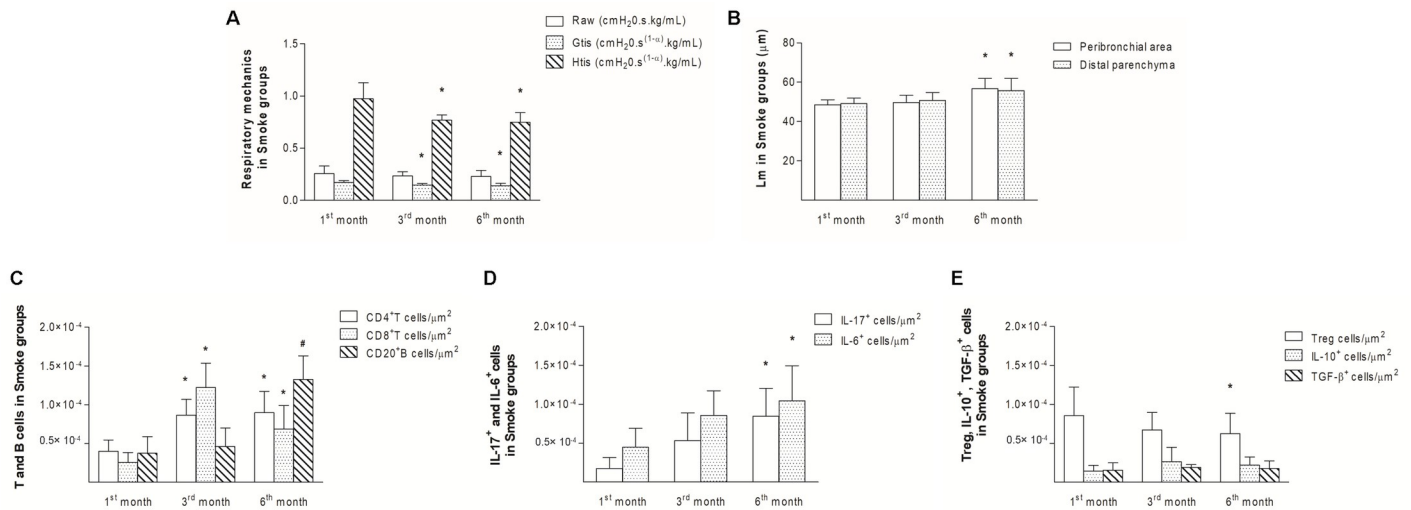 A
Respiratory mechanics
in Smoke groups
1.5
1.0
0.5
0.0
Raw (cmH₂0.s.kg/mL)
Gtis (cmH₂0.s⁽¹⁻ᵅ⁾.kg/mL)
Htis (cmH₂0.s⁽¹⁻ᵅ⁾.kg/mL)
* * * *
1ˢᵗ month 3ʳᵈ month 6ᵗʰ month
B
Lm in Smoke groups (μm)
80
60
40
20
Peribronchial area
Distal parenchyma
* *
1ˢᵗ month 3ʳᵈ month 6ᵗʰ month
C
T and B cells in Smoke groups
2.0×10⁻⁴
1.5×10⁻⁴
1.0×10⁻⁴
0.5×10⁻⁴
CD4⁺T cells/μm²
CD8⁺T cells/μm²
CD20⁺B cells/μm²
* * * * #
1ˢᵗ month 3ʳᵈ month 6ᵗʰ month
D
IL-17⁺ and IL-6⁺ cells
in Smoke groups
2.0×10⁻⁴
1.5×10⁻⁴
1.0×10⁻⁴
0.5×10⁻⁴
IL-17⁺ cells/μm²
IL-6⁺ cells/μm²
* *
1ˢᵗ month 3ʳᵈ month 6ᵗʰ month
E
Treg, IL-10⁺, TGF-β⁺ cells
in Smoke groups
2.0×10⁻⁴
1.5×10⁻⁴
1.0×10⁻⁴
0.5×10⁻⁴
Treg cells/μm²
IL-10⁺ cells/μm²
TGF-β⁺ cells/μm²
*
1ˢᵗ month 3ʳᵈ month 6ᵗʰ month